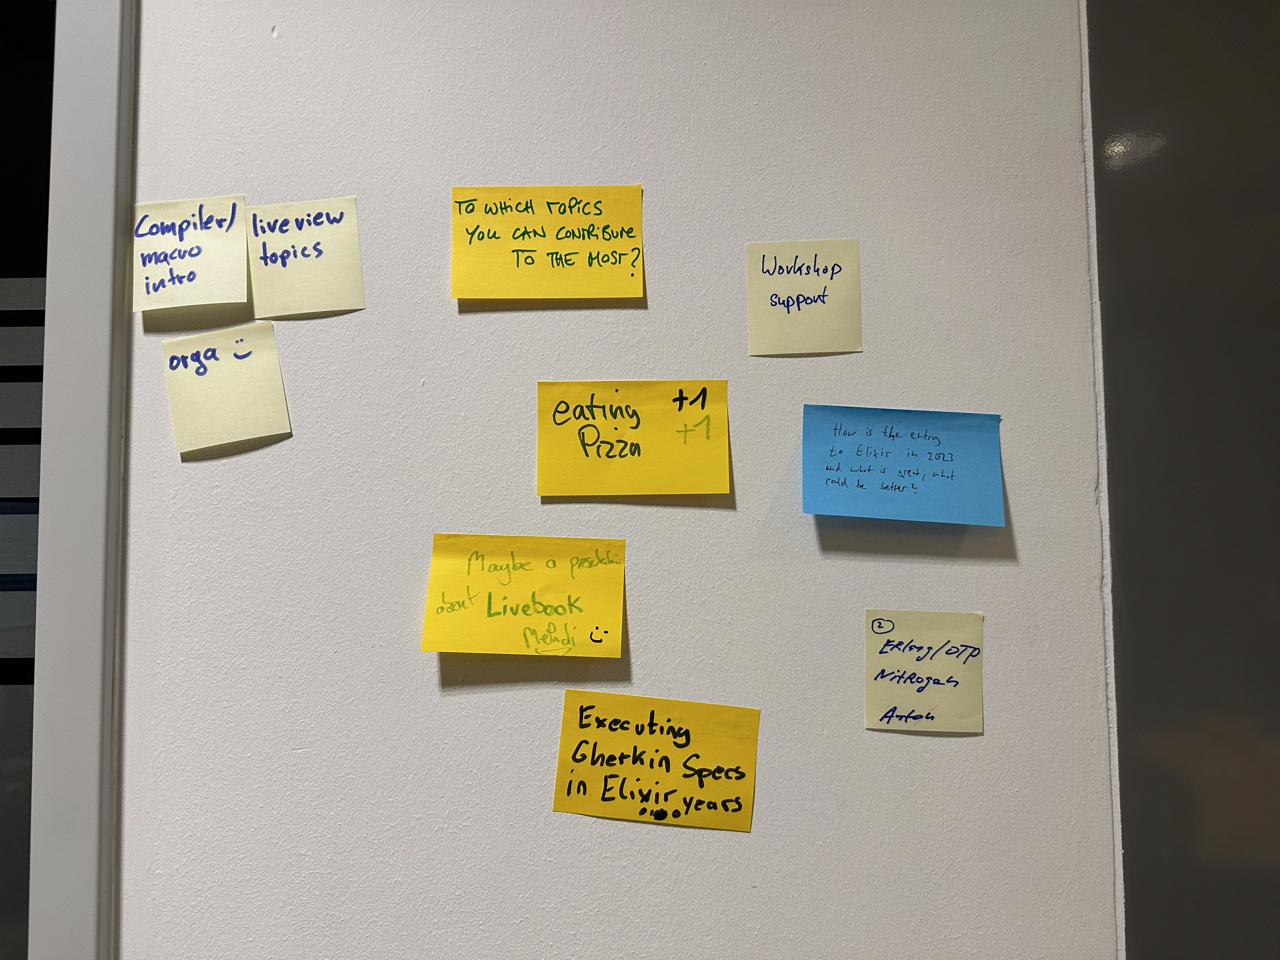 Compiler/
macro
intro
liveview
topics
orga :)
TO WHICH TOPICS
YOU CAN CONTRIBUTE
TO THE MOST?
Workshop
support
eating +1
Pizza +1
How is the entry
to Elixir in 2023
and what is great, what
could be better?
Maybe a
about Livebook
Mehdi :)
2
Erlang/OTP
Nitrogen
Anton
Executing
Gherkin Specs
in Elixir years